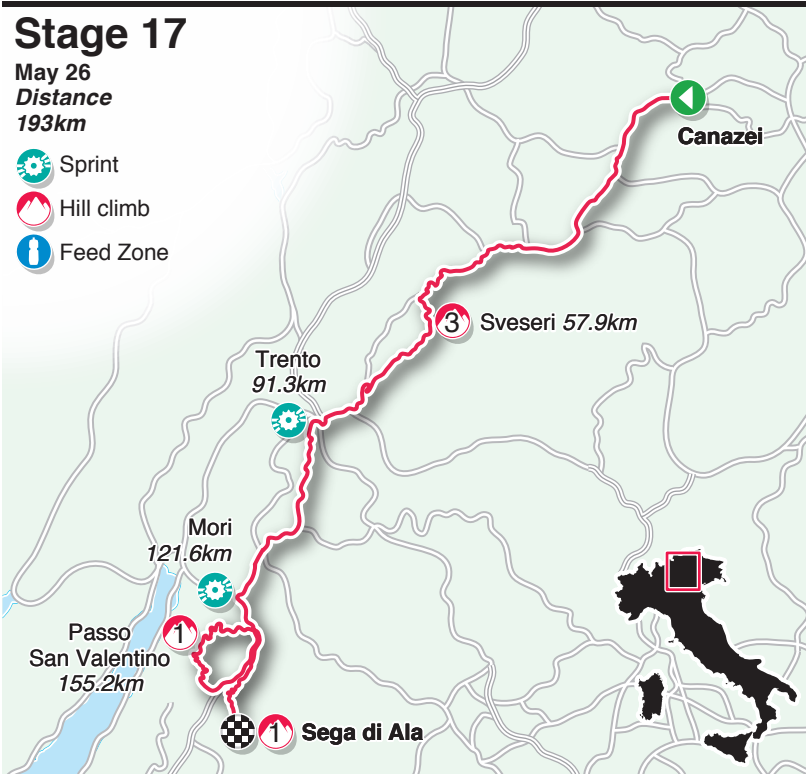 Stage 17
May 26
Distance
193km
Sprint
Hill climb
Feed Zone
Canazei
3 Sveseri 57.9km
Trento
91.3km
Mori
121.6km
1
Passo
San Valentino
155.2km
1 Sega di Ala